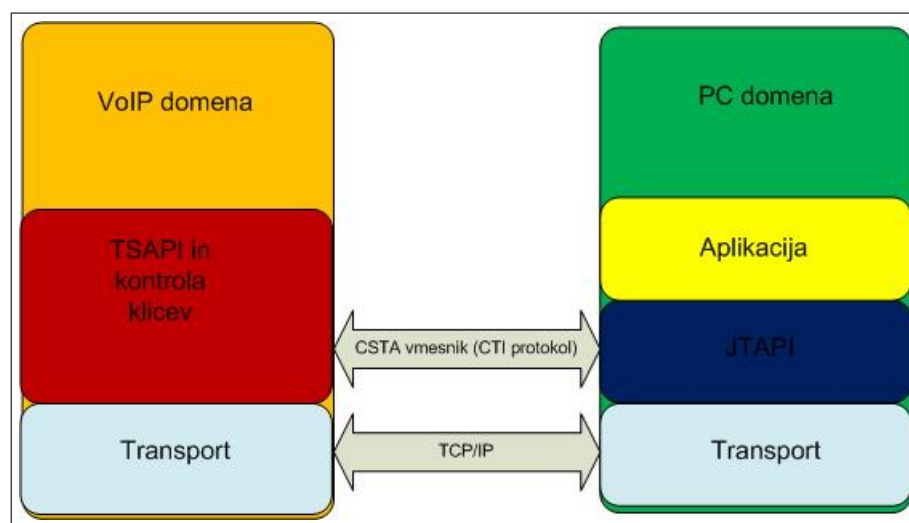 VoIP domena
PC domena
TSAPI in
kontrola
klicev
Aplikacija
CSTA vmesnik (CTI protokol)
JTAPI
Transport
TCP/IP
Transport